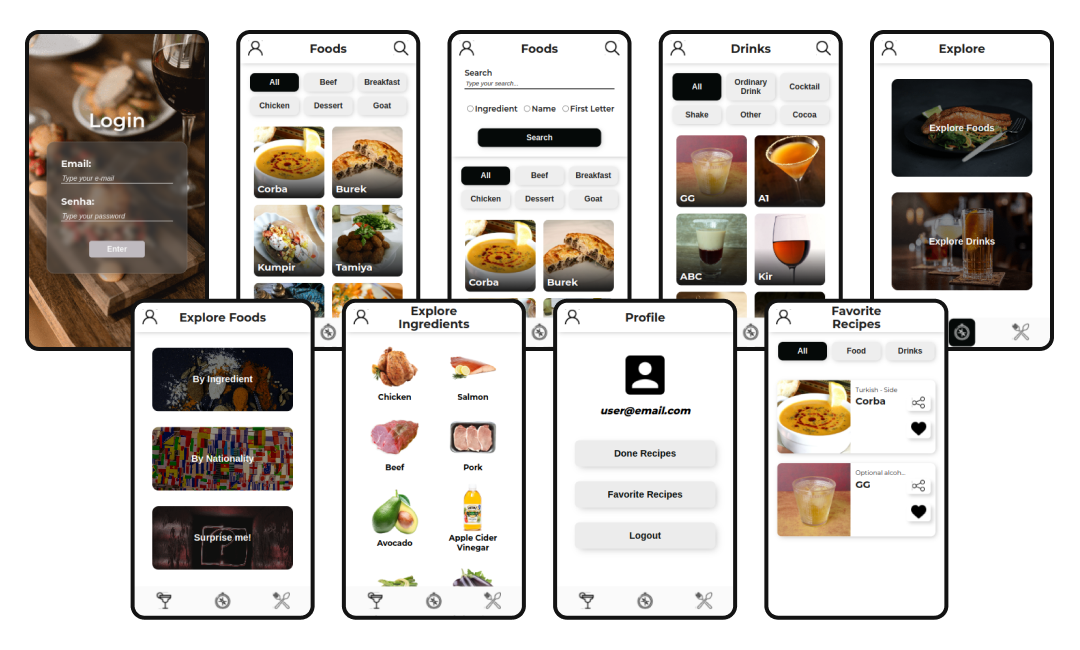 Login
Email:
Type your e-mail
Senha:
Type your password
Enter
Foods
All
Beef
Breakfast
Chicken
Dessert
Goat
Corba
Burek
Kumpir
Tamiya
Foods
Search
Type your search...
Ingredient
Name
First Letter
Search
All
Beef
Breakfast
Chicken
Dessert
Goat
Corba
Burek
Drinks
All
Ordinary
Drink
Cocktail
Shake
Other
Cocoa
GG
A1
ABC
Kir
Explore
Explore Foods
Explore Drinks
Explore Foods
By Ingredient
By Nationality
Surprise me!
Explore
Ingredients
Chicken
Salmon
Beef
Pork
Avocado
Apple Cider
Vinegar
Profile
user@email.com
Done Recipes
Favorite Recipes
Logout
Favorite
Recipes
All
Food
Drinks
Turkish - Side
Corba
Optional alcoh...
GG